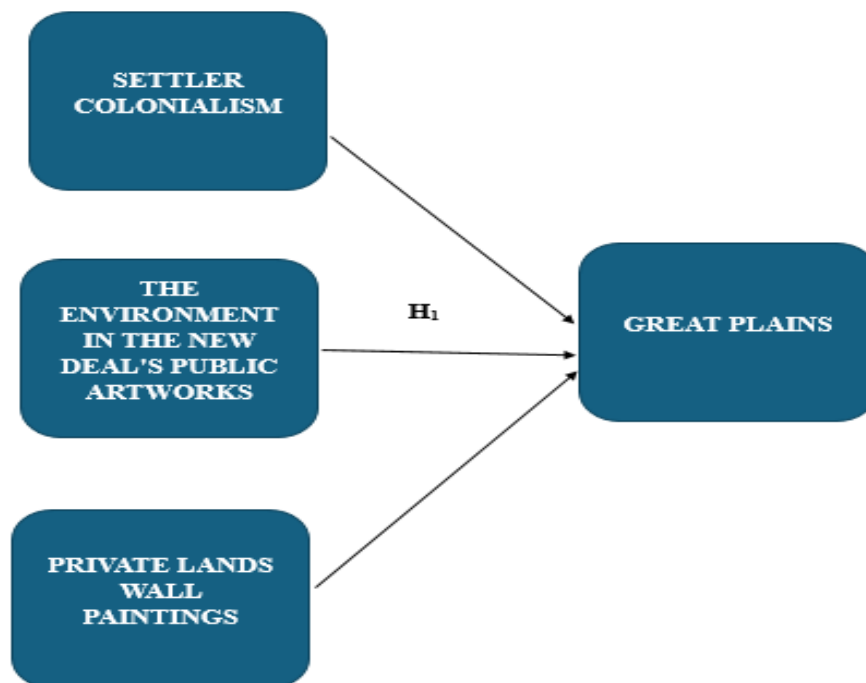 SETTLER
COLONIALISM
THE
ENVIRONMENT
IN THE NEW
DEAL'S PUBLIC
ARTWORKS
H₁
GREAT PLAINS
PRIVATE LANDS
WALL
PAINTINGS